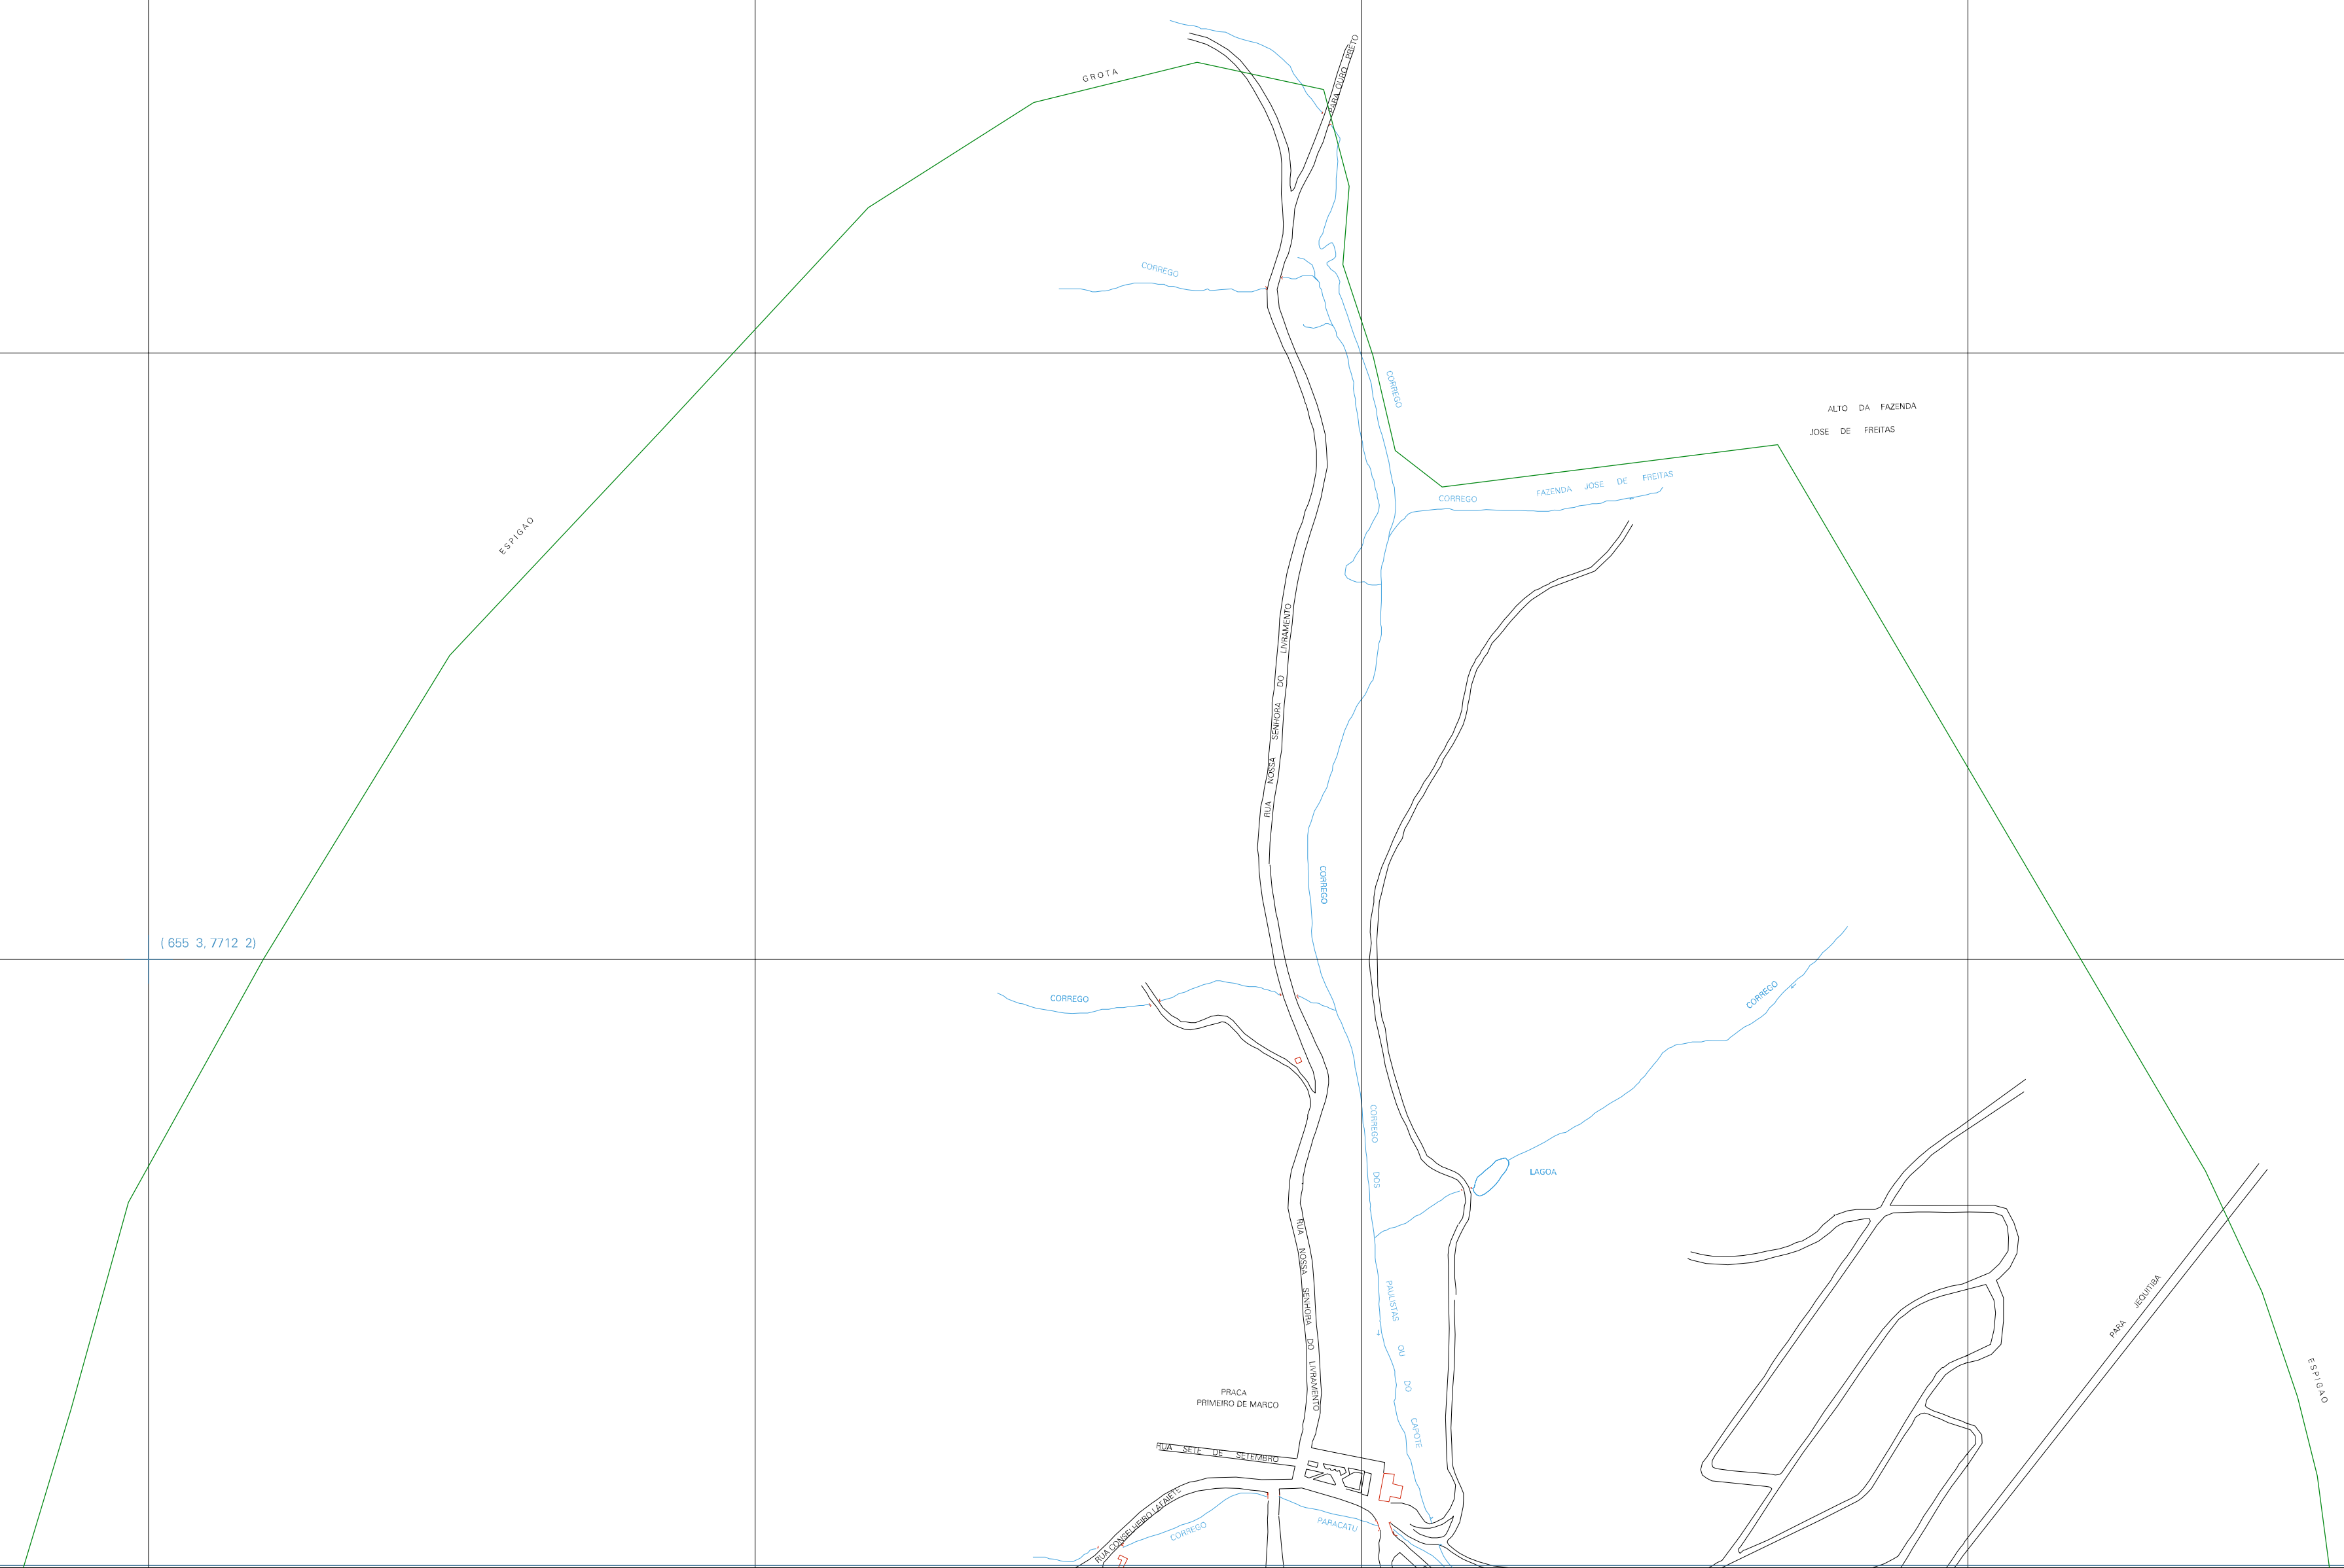 PARA OURO PRETO
GROTA
CORREGO
CORREGO
ALTO DA FAZENDA
JOSE DE FREITAS
CORREGO FAZENDA JOSE DE FREITAS
ESPIGAO
RUA NOSSA SENHORA DO LIVRAMENTO
CORREGO
( 655 3, 7712 2)
CORREGO
CORREGO
CORREGO DOS PAULISTAS OU DO CAPOTE
LAGOA
RUA NOSSA SENHORA DO LIVRAMENTO
PARA JEQUITIBA
ESPIGAO
PRACA
PRIMEIRO DE MARCO
RUA SETE DE SETEMBRO
RUA CONSELHEIRO LAFAIETE
CORREGO PARACATU